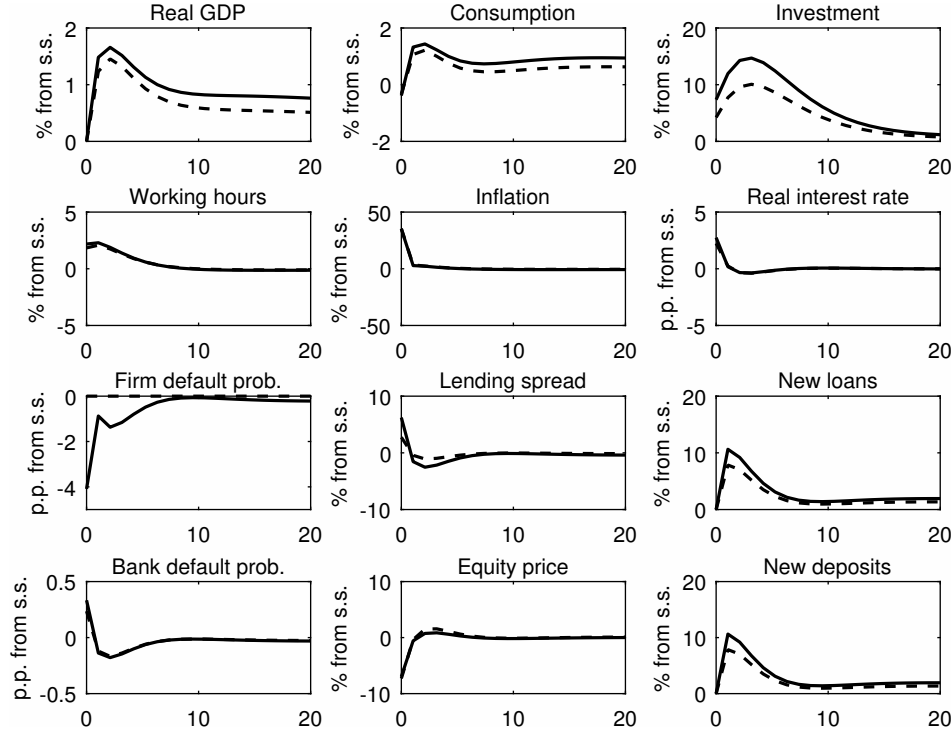 Real GDP
% from s.s.
2
1
0
0 10 20
Consumption
% from s.s.
2
0
-2
0 10 20
Investment
% from s.s.
20
10
0
0 10 20
Working hours
% from s.s.
5
0
-5
0 10 20
Inflation
% from s.s.
50
0
-50
0 10 20
Real interest rate
p.p. from s.s.
5
0
-5
0 10 20
Firm default prob.
p.p. from s.s.
0
-2
-4
0 10 20
Lending spread
% from s.s.
10
0
-10
0 10 20
New loans
% from s.s.
20
10
0
0 10 20
Bank default prob.
p.p. from s.s.
0.5
0
-0.5
0 10 20
Equity price
% from s.s.
10
0
-10
0 10 20
New deposits
% from s.s.
20
10
0
0 10 20